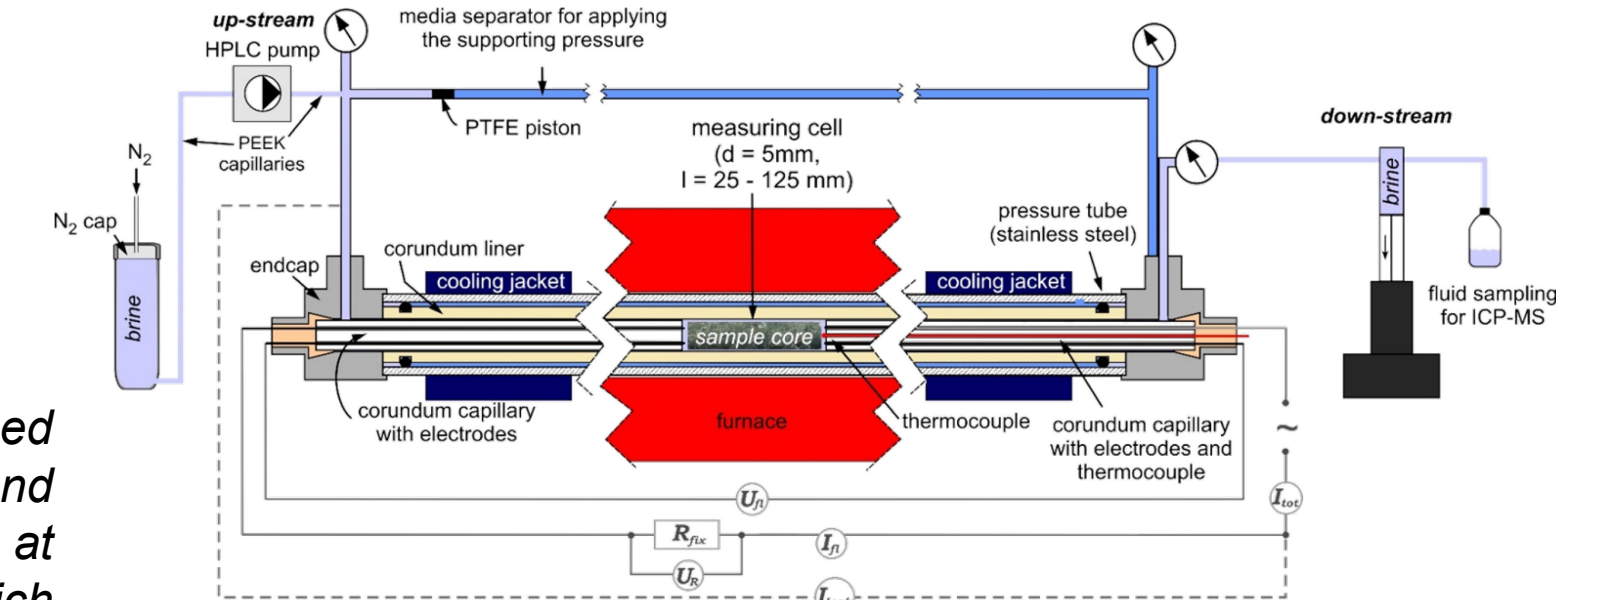 up-stream
HPLC pump
media separator for applying
the supporting pressure
PTFE piston
PEEK
capillaries
N2
N2 cap
brine
measuring cell
(d = 5mm,
l = 25 - 125 mm)
down-stream
brine
fluid sampling
for ICP-MS
pressure tube
(stainless steel)
corundum liner
endcap
cooling jacket
cooling jacket
sample core
corundum capillary
with electrodes
furnace
thermocouple
corundum capillary
with electrodes and
thermocouple
~
Ufl
Itot
Rfix
Ifl
UR
ed
nd
at
ich